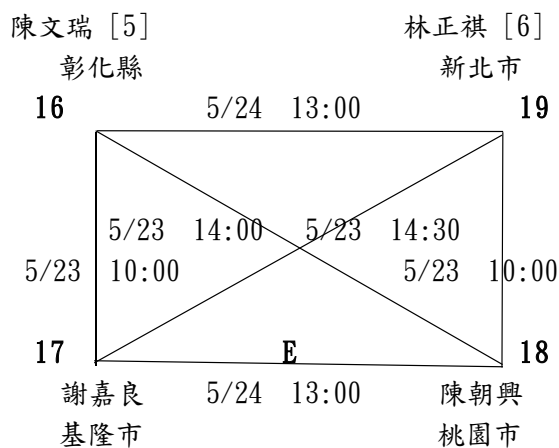 陳文瑞 [5] 林正祺 [6]
彰化縣 新北市
16 5/24 13:00 19
5/23 14:00 5/23 14:30
5/23 10:00 5/23 10:00
17 E 18
謝嘉良 5/24 13:00 陳朝興
基隆市 桃園市